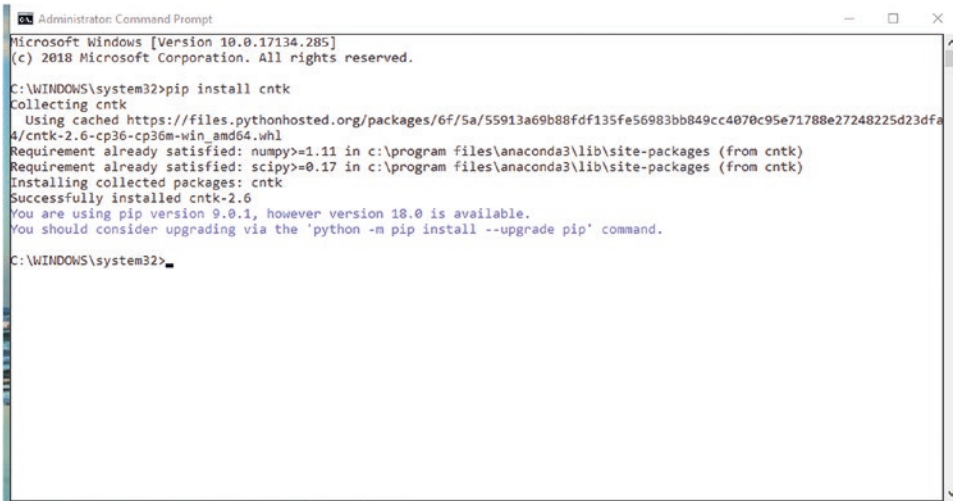 Administrator: Command Prompt
Microsoft Windows [Version 10.0.17134.285]
(c) 2018 Microsoft Corporation. All rights reserved.
C:\WINDOWS\system32>pip install cntk
Collecting cntk
Using cached https://files.pythonhosted.org/packages/6f/5a/55913a69b88fdf135fe56983bb849cc4070c95e71788e27248225d23dfa
4/cntk-2.6-cp36-cp36m-win_amd64.whl
Requirement already satisfied: numpy>=1.11 in c:\program files\anaconda3\lib\site-packages (from cntk)
Requirement already satisfied: scipy>=0.17 in c:\program files\anaconda3\lib\site-packages (from cntk)
Installing collected packages: cntk
Successfully installed cntk-2.6
You are using pip version 9.0.1, however version 18.0 is available.
You should consider upgrading via the 'python -m pip install --upgrade pip' command.
C:\WINDOWS\system32>